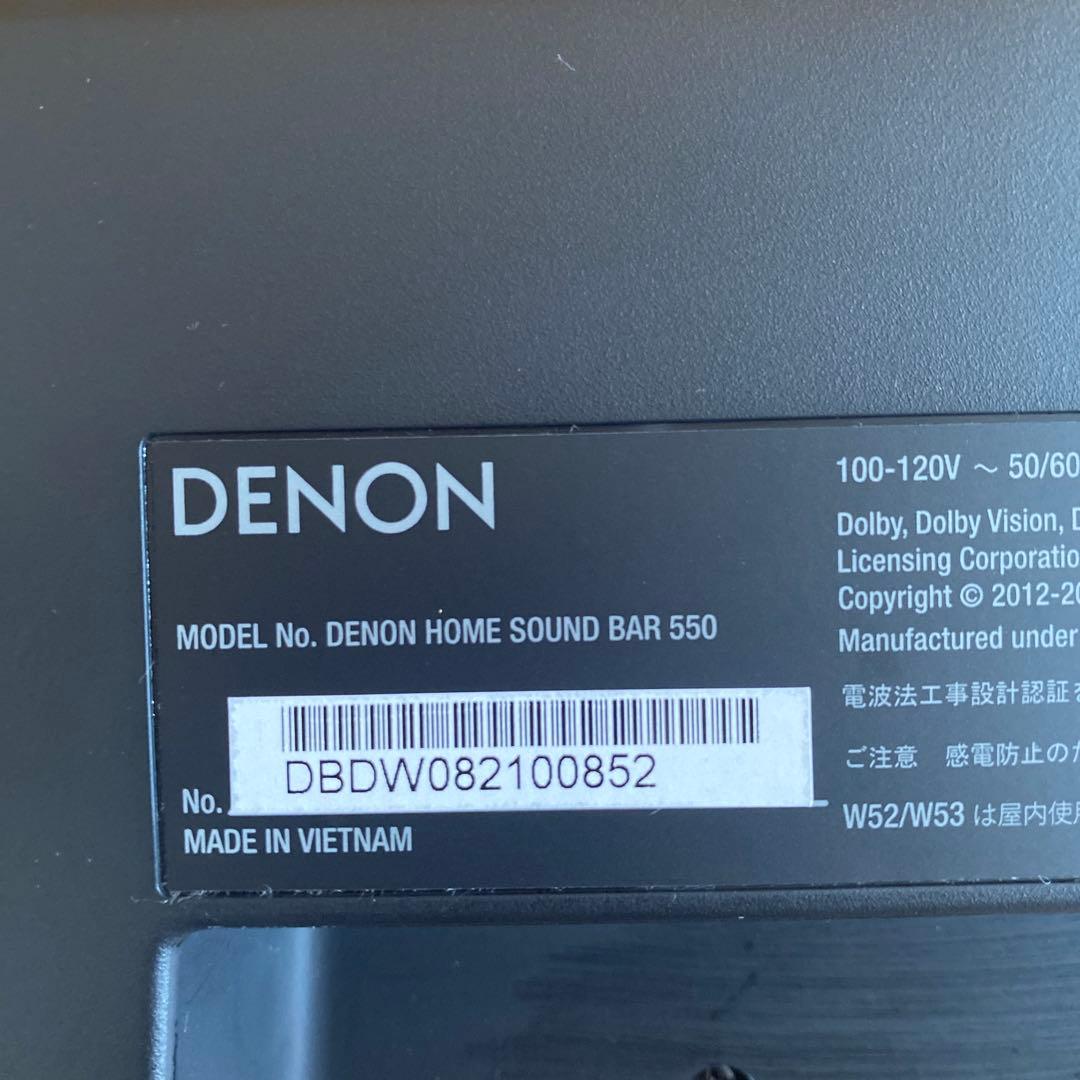 DENON
MODEL No. DENON HOME SOUND BAR 550
DBDW082100852
No.
MADE IN VIETNAM
100-120V ～ 50/60
Dolby, Dolby Vision,
Licensing
Copyright © 2012-
Manufactured under
電波法工事設計認証
ご注意 感電防止の
W52/W53 は屋内使